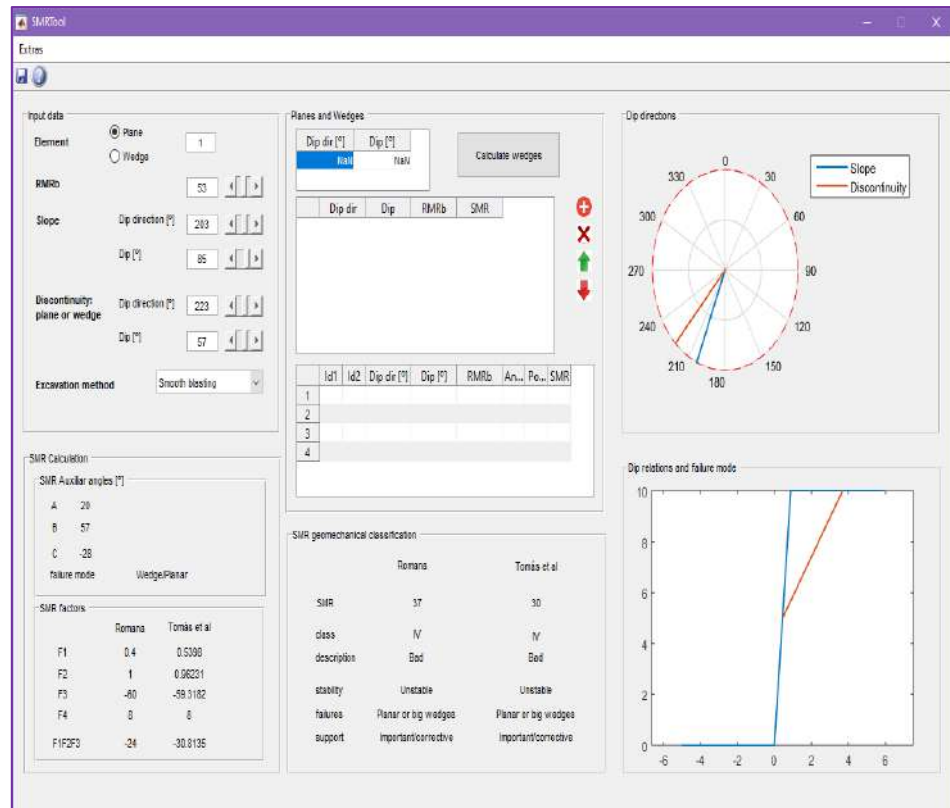 SMRTool
Extras
Input data
Element Plane 1
Wedge
RMRb 53
Slope Dip direction [º] 203
Dip [º] 85
Discontinuity: plane or wedge Dip direction [º] 223
Dip [º] 57
Excavation method Smooth blasting
SMR Calculation
SMR Auxiliar angles [º]
A 20
B 57
C -28
failure mode Wedge/Planar
SMR factors
Romana Tomás et al
F1 0.4 0.5398
F2 1 0.96231
F3 -60 -59.3182
F4 8 8
F1F2F3 -24 -30.8135
Planes and Wedges
Dip dir [º] Dip [º]
NaN NaN
Calculate wedges
Dip dir Dip RMRb SMR
Id1 Id2 Dip dir [º] Dip [º] RMRb An... Po... SMR
1
2
3
4
SMR geomechanical classification
Romana Tomás et al
SMR 37 30
class IV IV
description Bad Bad
stability Unstable Unstable
failures Planar or big wedges Planar or big wedges
support Important/corrective Important/corrective
Dip directions
Slope
Discontinuity
0
330 30
300 60
270 90
240 120
210 150
180
Dip relations and failure mode
10
8
6
4
2
0
-6 -4 -2 0 2 4 6